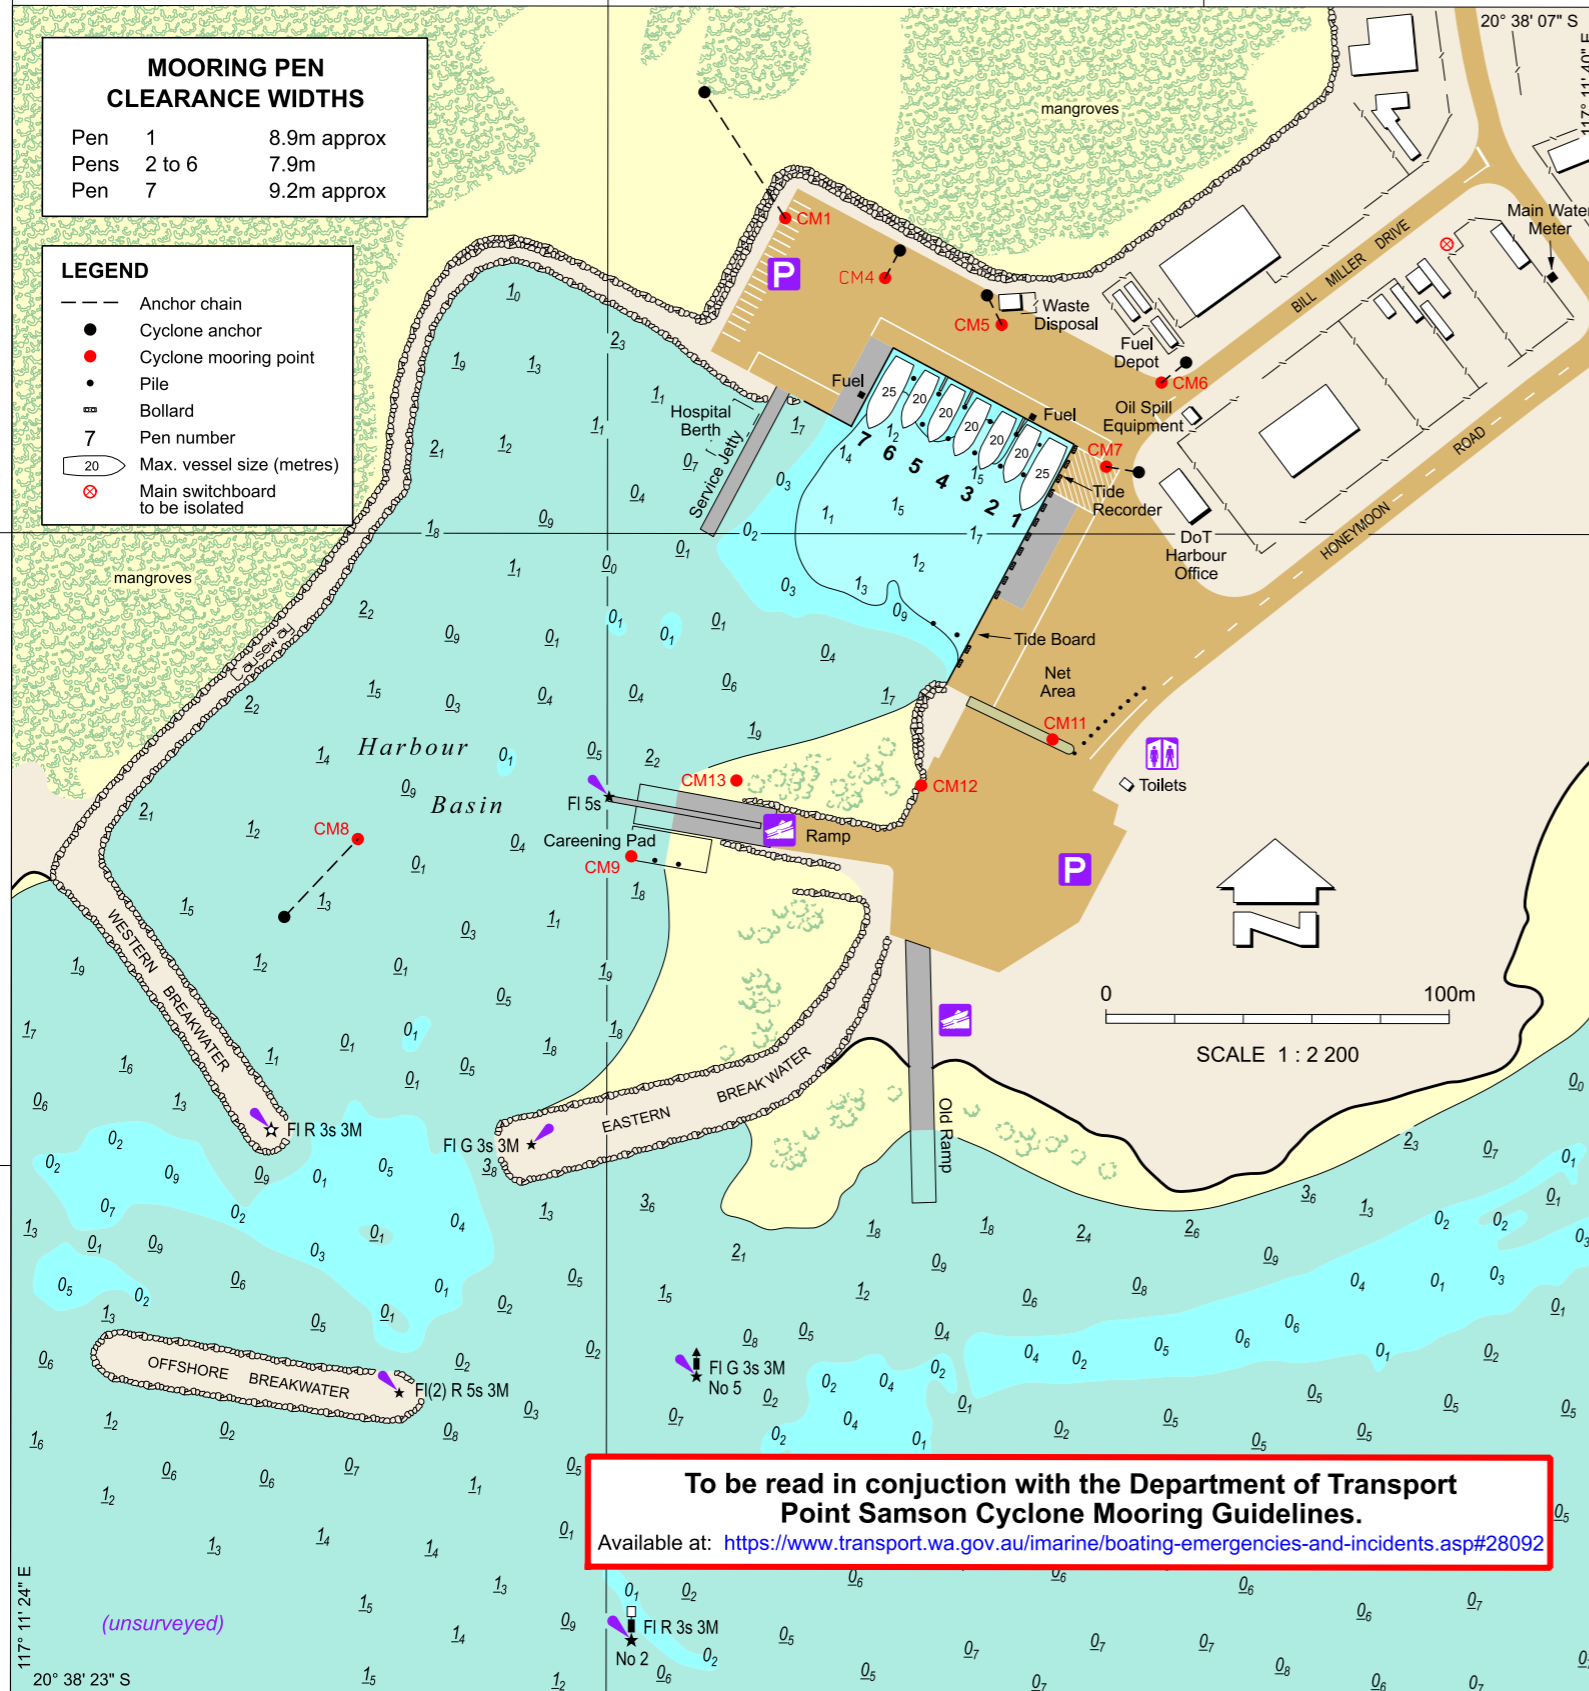 20° 38' 07" S
117° 11' 40" E
MOORING PEN
CLEARANCE WIDTHS
Pen 1 8.9m approx
Pens 2 to 6 7.9m
Pen 7 9.2m approx
LEGEND
Anchor chain
Cyclone anchor
Cyclone mooring point
Pile
Bollard
7 Pen number
20 Max. vessel size (metres)
Main switchboard
to be isolated
mangroves
mangroves
CM1
P
CM4
CM5
Waste
Disposal
Fuel
Depot
CM6
Oil Spill
Equipment
CM7
BILL MILLER DRIVE
HONEYMOON ROAD
Main Water
Meter
Fuel
Fuel
25 20 20 20 20 20 25
7 6 5 4 3 2 1
Hospital
Berth
Service Jetty
Tide
Recorder
DoT
Harbour
Office
Tide Board
Net
Area
CM11
Toilets
CM12
CM13
Causeway
Harbour
Basin
Fl 5s
Careening Pad
CM9
CM8
Ramp
P
WESTERN BREAKWATER
EASTERN BREAKWATER
Old Ramp
N
0 100m
SCALE 1 : 2 200
Fl R 3s 3M
Fl G 3s 3M
OFFSHORE BREAKWATER
Fl(2) R 5s 3M
Fl G 3s 3M
No 5
To be read in conjuction with the Department of Transport
Point Samson Cyclone Mooring Guidelines.
Available at: https://www.transport.wa.gov.au/imarine/boating-emergencies-and-incidents.asp#28092
Fl R 3s 3M
No 2
(unsurveyed)
117° 11' 24" E
20° 38' 23" S